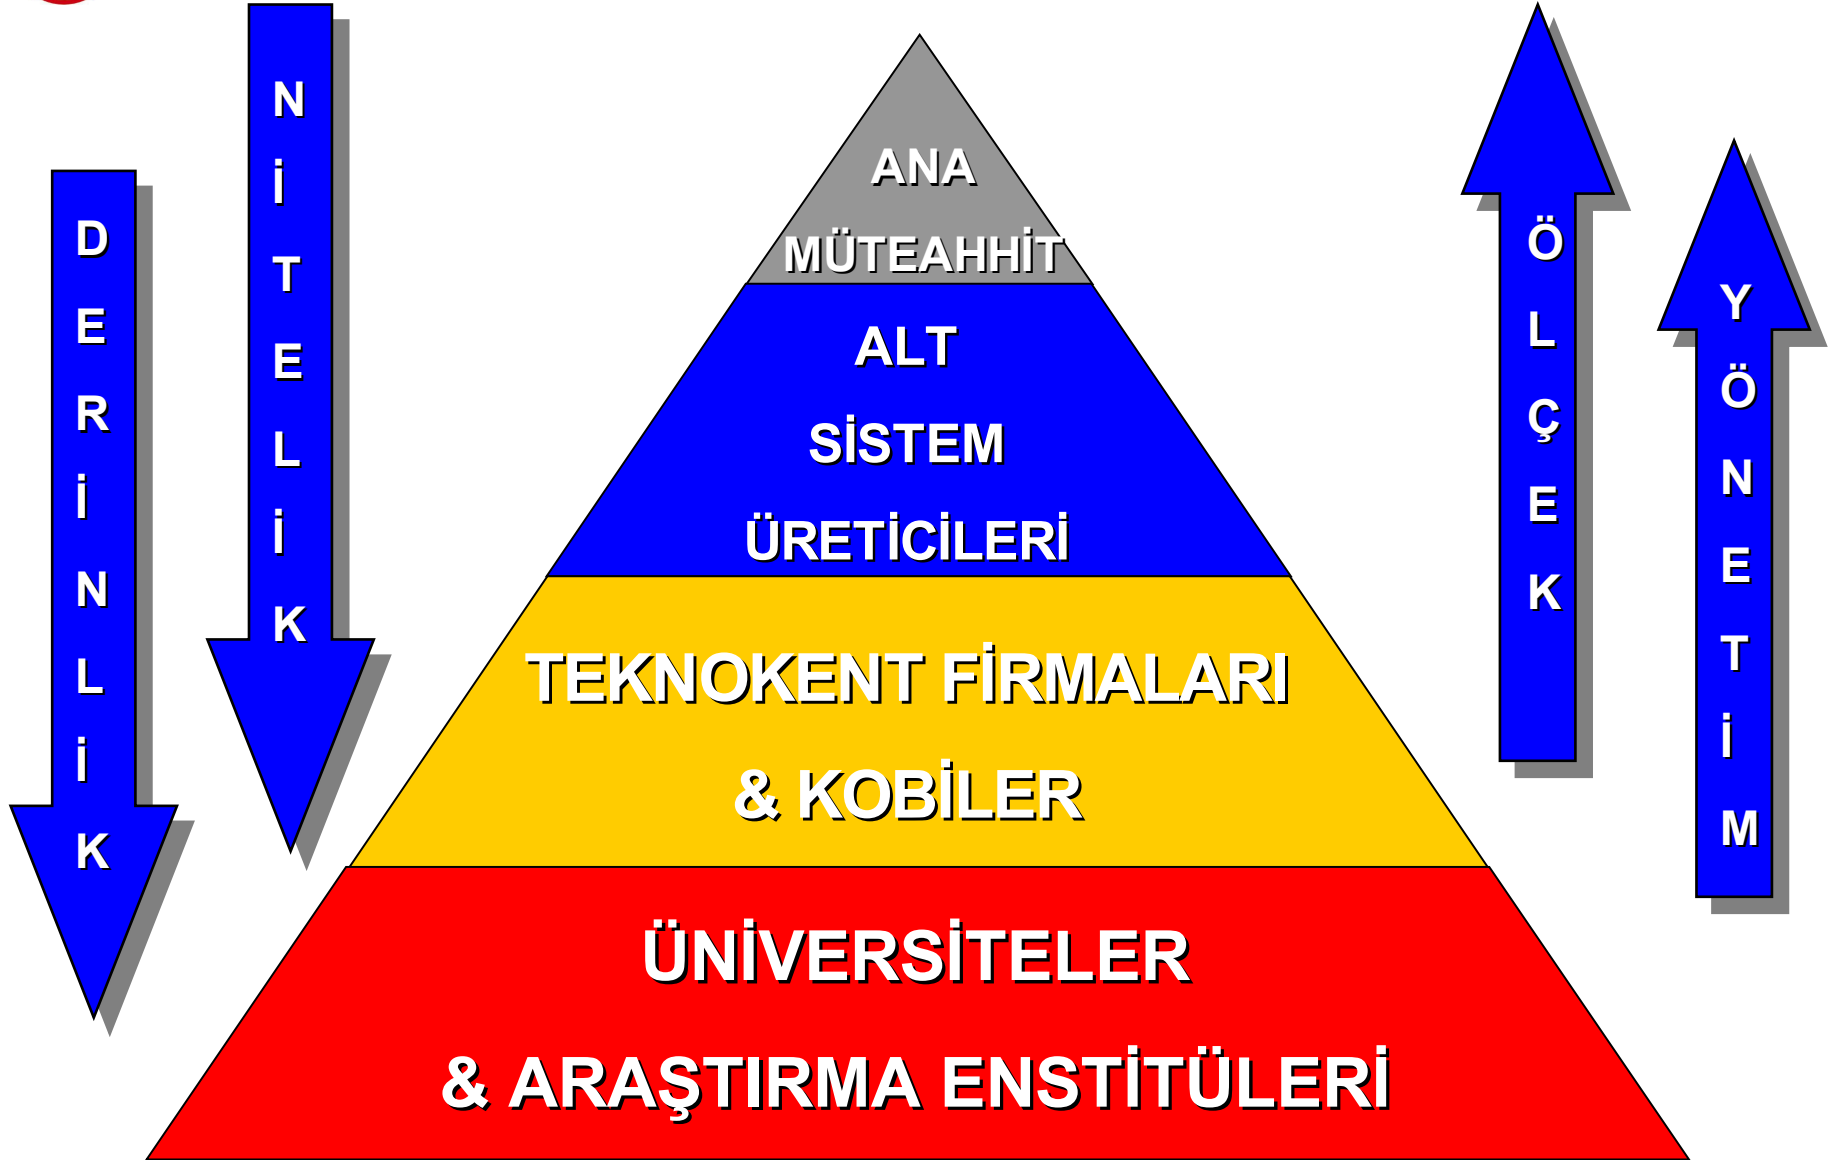 DERİNLİK
NİTELİK
ANA
MÜTEAHHİT
ALT
SİSTEM
ÜRETİCİLERİ
TEKNOKENT FİRMALARI
& KOBİLER
ÜNİVERSİTELER
& ARAŞTIRMA ENSTİTÜLERİ
ÖLÇEK
YÖNETİM